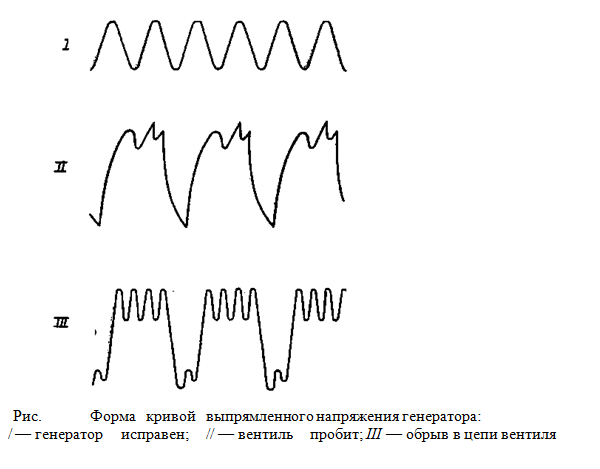 I
II
III
Рис. Форма кривой выпрямленного напряжения генератора:
/ — генератор исправен; // — вентиль пробит; III — обрыв в цепи вентиля